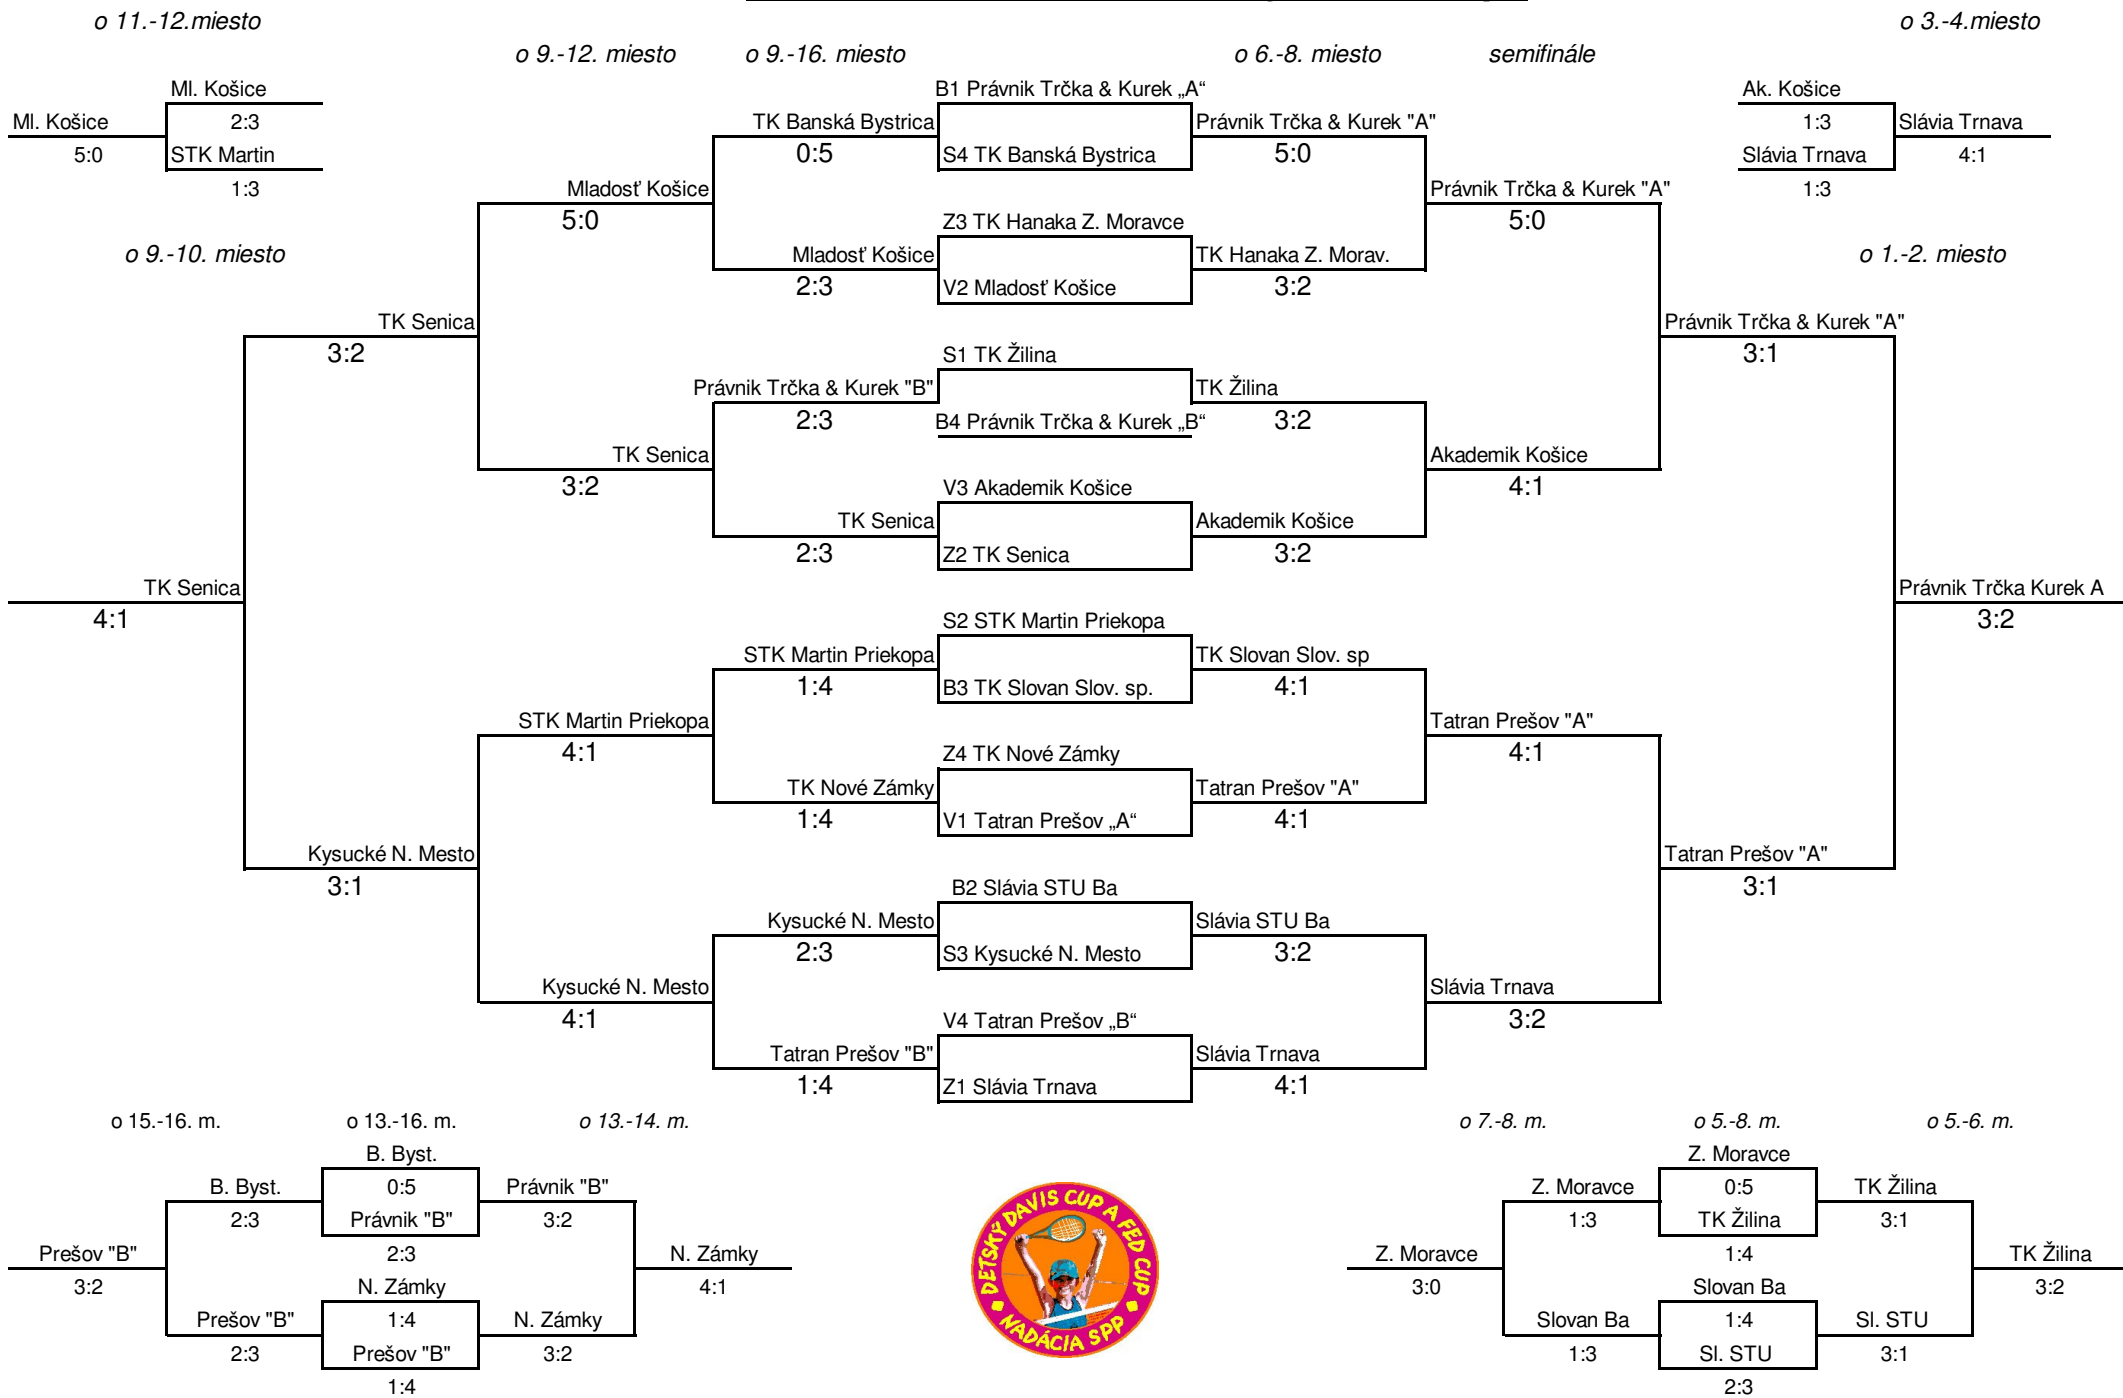 o 11.-12.miesto
o 3.-4.miesto
o 9.-12. miesto
o 9.-16. miesto
o 6.-8. miesto
semifinále
Ml. Košice
B1 Právnik Trčka & Kurek „A“
Ak. Košice
Ml. Košice
2:3
TK Banská Bystrica
Právnik Trčka & Kurek "A"
1:3
Slávia Trnava
5:0
STK Martin
0:5
S4 TK Banská Bystrica
5:0
Slávia Trnava
4:1
1:3
Mladosť Košice
Právnik Trčka & Kurek "A"
1:3
5:0
Z3 TK Hanaka Z. Moravce
5:0
o 9.-10. miesto
Mladosť Košice
TK Hanaka Z. Morav.
o 1.-2. miesto
2:3
V2 Mladosť Košice
3:2
TK Senica
Právnik Trčka & Kurek "A"
3:2
S1 TK Žilina
3:1
Právnik Trčka & Kurek "B"
TK Žilina
2:3
B4 Právnik Trčka & Kurek „B“
3:2
TK Senica
Akademik Košice
3:2
V3 Akademik Košice
4:1
TK Senica
Akademik Košice
2:3
Z2 TK Senica
3:2
TK Senica
Právnik Trčka Kurek A
4:1
S2 STK Martin Priekopa
3:2
STK Martin Priekopa
TK Slovan Slov. sp
1:4
B3 TK Slovan Slov. sp.
4:1
STK Martin Priekopa
Tatran Prešov "A"
4:1
Z4 TK Nové Zámky
4:1
TK Nové Zámky
Tatran Prešov "A"
1:4
V1 Tatran Prešov „A“
4:1
Kysucké N. Mesto
Tatran Prešov "A"
3:1
B2 Slávia STU Ba
3:1
Kysucké N. Mesto
Slávia STU Ba
2:3
S3 Kysucké N. Mesto
3:2
Kysucké N. Mesto
Slávia Trnava
4:1
V4 Tatran Prešov „B“
3:2
Tatran Prešov "B"
Slávia Trnava
1:4
Z1 Slávia Trnava
4:1
o 15.-16. m.
o 13.-16. m.
o 13.-14. m.
o 7.-8. m.
o 5.-8. m.
o 5.-6. m.
B. Byst.
Z. Moravce
B. Byst.
0:5
Právnik "B"
Z. Moravce
0:5
TK Žilina
2:3
Právnik "B"
3:2
1:3
TK Žilina
3:1
Prešov "B"
2:3
N. Zámky
Z. Moravce
1:4
TK Žilina
3:2
N. Zámky
4:1
3:0
Slovan Ba
3:2
Prešov "B"
1:4
N. Zámky
Slovan Ba
1:4
Sl. STU
2:3
Prešov "B"
3:2
1:3
Sl. STU
3:1
1:4
2:3
DETSKÝ DAVIS CUP A FED CUP
NADÁCIA SPP